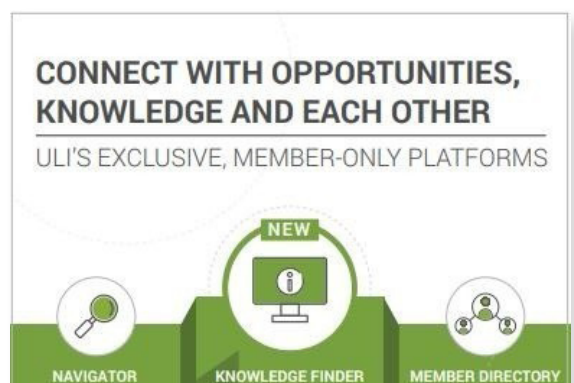 CONNECT WITH OPPORTUNITIES,
KNOWLEDGE AND EACH OTHER
ULI'S EXCLUSIVE, MEMBER-ONLY PLATFORMS
NEW
NAVIGATOR
KNOWLEDGE FINDER
MEMBER DIRECTORY